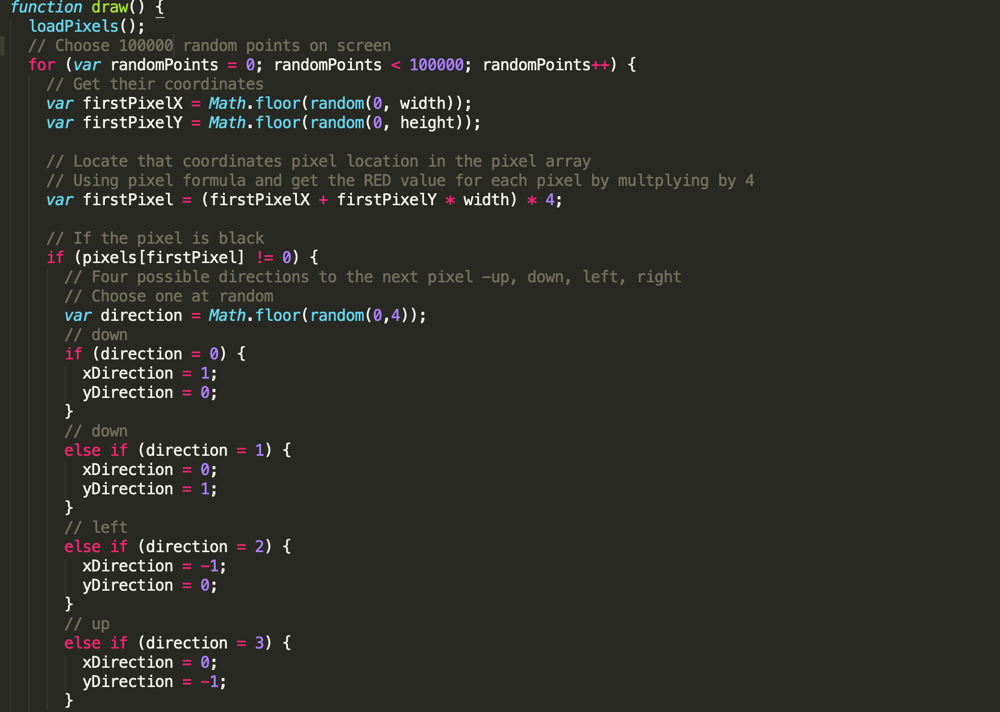 function draw() {
loadPixels();
// Choose 100000 random points on screen
for (var randomPoints = 0; randomPoints < 100000; randomPoints++) {
// Get their coordinates
var firstPixelX = Math.floor(random(0, width));
var firstPixelY = Math.floor(random(0, height));
// Locate that coordinates pixel location in the pixel array
// Using pixel formula and get the RED value for each pixel by multplying by 4
var firstPixel = (firstPixelX + firstPixelY * width) * 4;
// If the pixel is black
if (pixels[firstPixel] != 0) {
// Four possible directions to the next pixel -up, down, left, right
// Choose one at random
var direction = Math.floor(random(0,4));
// down
if (direction = 0) {
xDirection = 1;
yDirection = 0;
}
// down
else if (direction = 1) {
xDirection = 0;
yDirection = 1;
}
// left
else if (direction = 2) {
xDirection = -1;
yDirection = 0;
}
// up
else if (direction = 3) {
xDirection = 0;
yDirection = -1;
}